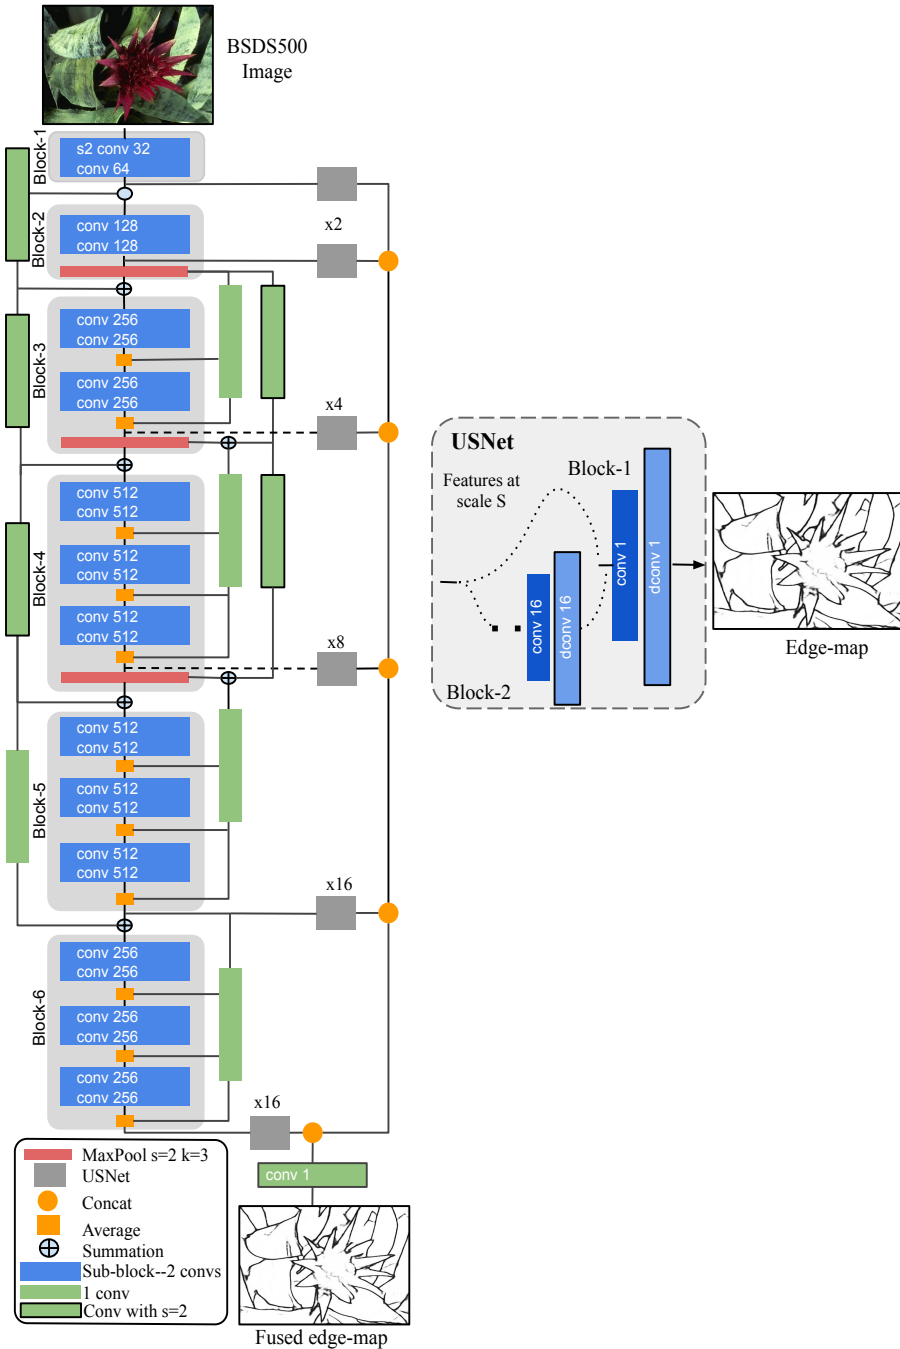 BSDS500
Image
Block-1
s2 conv 32
conv 64
Block-2
conv 128
conv 128
x2
Block-3
conv 256
conv 256
conv 256
conv 256
x4
Block-4
conv 512
conv 512
conv 512
conv 512
conv 512
conv 512
x8
Block-5
conv 512
conv 512
conv 512
conv 512
conv 512
conv 512
x16
Block-6
conv 256
conv 256
conv 256
conv 256
conv 256
conv 256
x16
conv 1
Fused edge-map
USNet
Features at
scale S
Block-1
conv 1
dconv 1
conv 16
dconv 16
Block-2
Edge-map
MaxPool s=2 k=3
USNet
Concat
Average
Summation
Sub-block--2 convs
1 conv
Conv with s=2